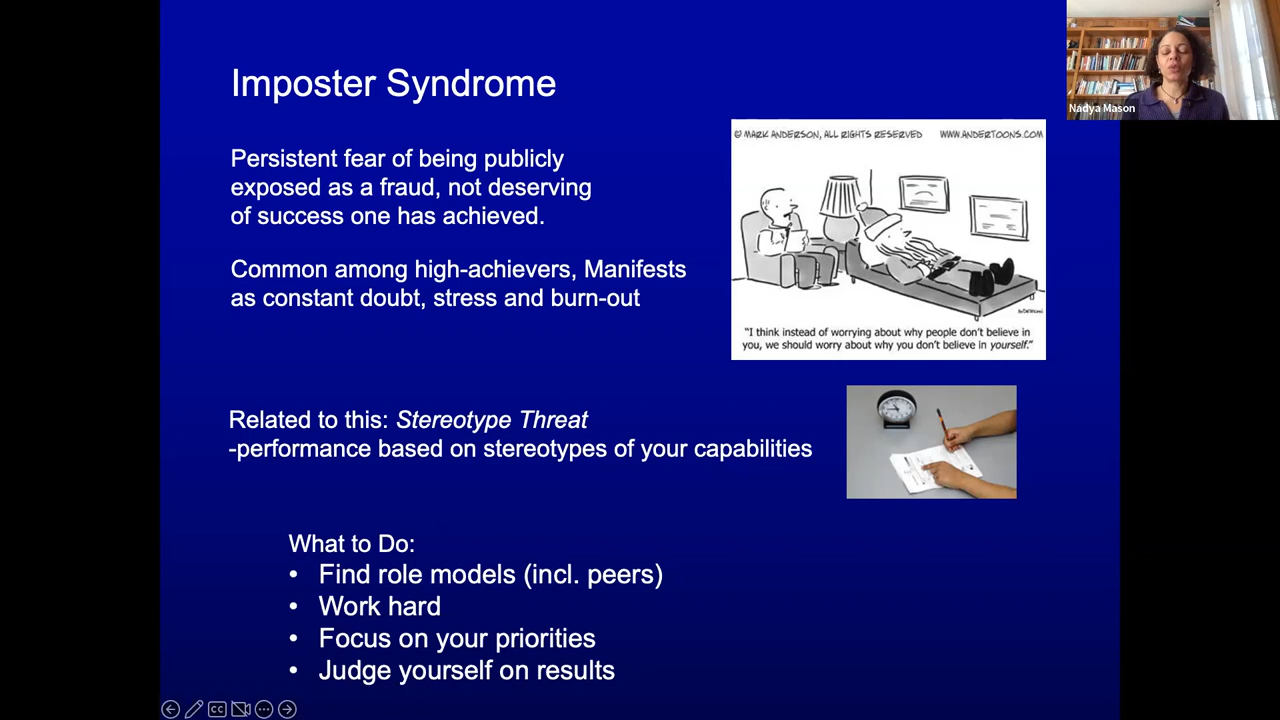 Imposter Syndrome
Nadya Mason
Persistent fear of being publicly
exposed as a fraud, not deserving
of success one has achieved.
© MARK ANDERSON, ALL RIGHTS RESERVED WWW.ANDERTOONS.COM
Common among high-achievers, Manifests
as constant doubt, stress and burn-out
"I think instead of worrying about why people don't believe in
you, we should worry about why you don't believe in yourself."
Related to this: Stereotype Threat
-performance based on stereotypes of your capabilities
What to Do:
• Find role models (incl. peers)
• Work hard
• Focus on your priorities
• Judge yourself on results
CC